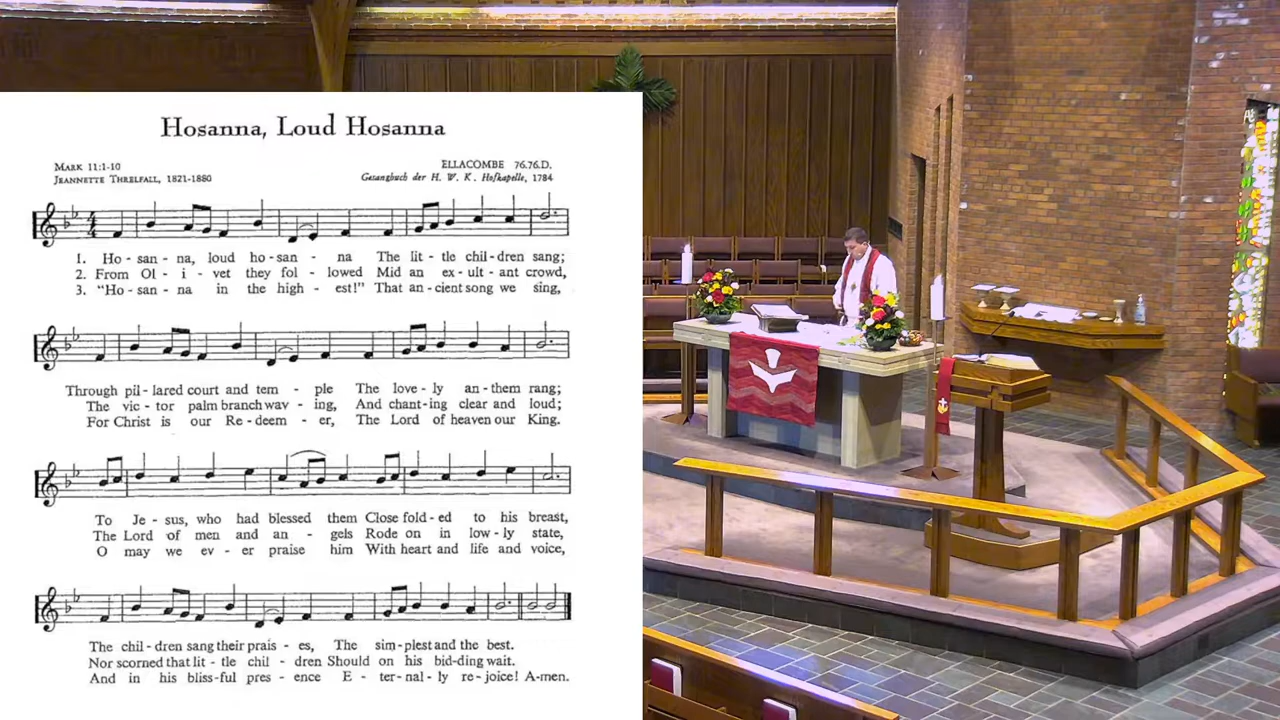 Hosanna, Loud Hosanna
MARK 11:1-10
JEANNETTE THRELFALL, 1821-1880
ELLACOMBE 76.76.D.
Gesangbuch der H. W. K. Hofkapelle, 1784
1. Ho - san - na, loud ho - san - na The lit - tle chil - dren sang;
2. From Ol - i - vet they fol - lowed Mid an ex - ult - ant crowd,
3. "Ho - san - na in the high - est!" That an - cient song we sing,
Through pil - lared court and tem - ple The love - ly an - them rang;
The vic - tor palm branch wav - ing, And chant - ing clear and loud;
For Christ is our Re - deem - er, The Lord of heaven our King.
To Je - sus, who had blessed them Close fold - ed to his breast,
The Lord of men and an - gels Rode on in low - ly state,
O may we ev - er praise him With heart and life and voice,
The chil - dren sang their prais - es, The sim - plest and the best.
Nor scorned that lit - tle chil - dren Should on his bid - ding wait.
And in his bliss - ful pres - ence E - ter - nal - ly re - joice! A-men.